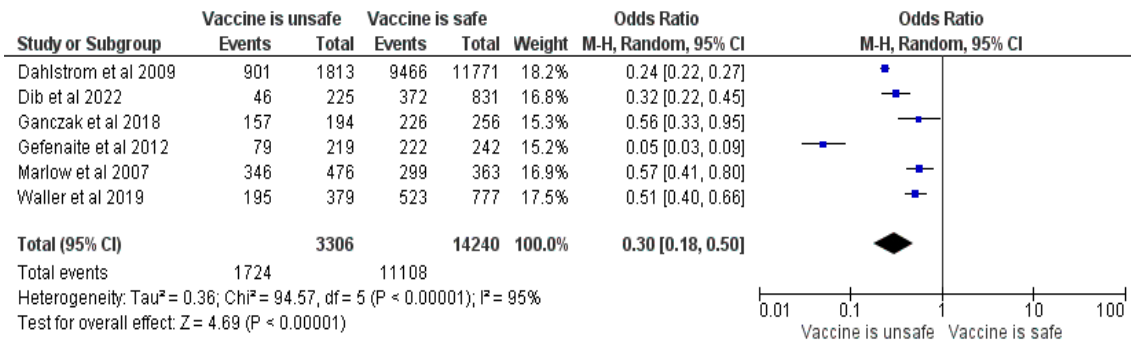 Vaccine is unsafe Vaccine is safe Odds Ratio Odds Ratio
Study or Subgroup Events Total Events Total Weight M-H, Random, 95% CI M-H, Random, 95% CI
Dahlstrom et al 2009 901 1813 9466 11771 18.2% 0.24 [0.22, 0.27]
Dib et al 2022 46 225 372 831 16.8% 0.32 [0.22, 0.45]
Ganczak et al 2018 157 194 226 256 15.3% 0.56 [0.33, 0.95]
Gefenaite et al 2012 79 219 222 242 15.2% 0.05 [0.03, 0.09]
Marlow et al 2007 346 476 299 363 16.9% 0.57 [0.41, 0.80]
Waller et al 2019 195 379 523 777 17.5% 0.51 [0.40, 0.66]
Total (95% CI) 3306 14240 100.0% 0.30 [0.18, 0.50]
Total events 1724 11108
Heterogeneity: Tau² = 0.36; Chi² = 94.57, df = 5 (P < 0.00001); I² = 95%
Test for overall effect: Z = 4.69 (P < 0.00001)
0.01 0.1 1 10 100
Vaccine is unsafe Vaccine is safe